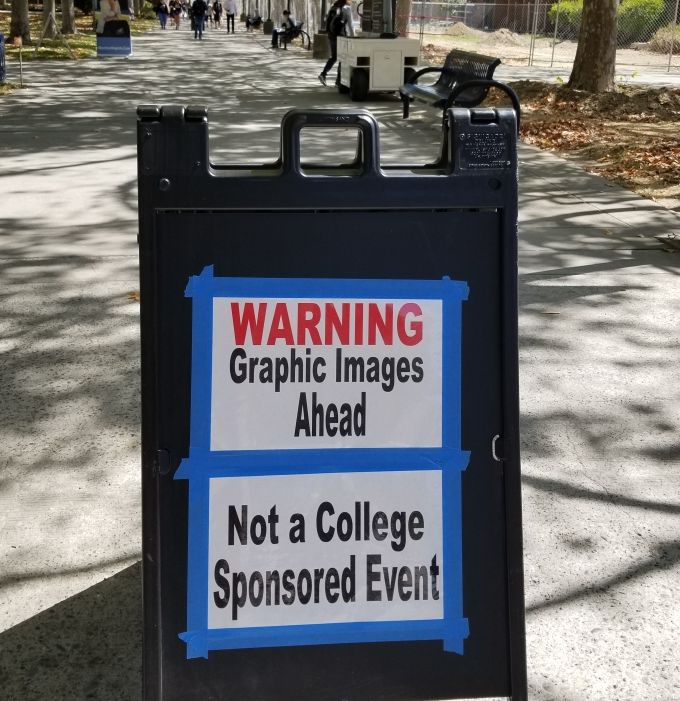 WARNING
Graphic Images
Ahead
Not a College
Sponsored Event